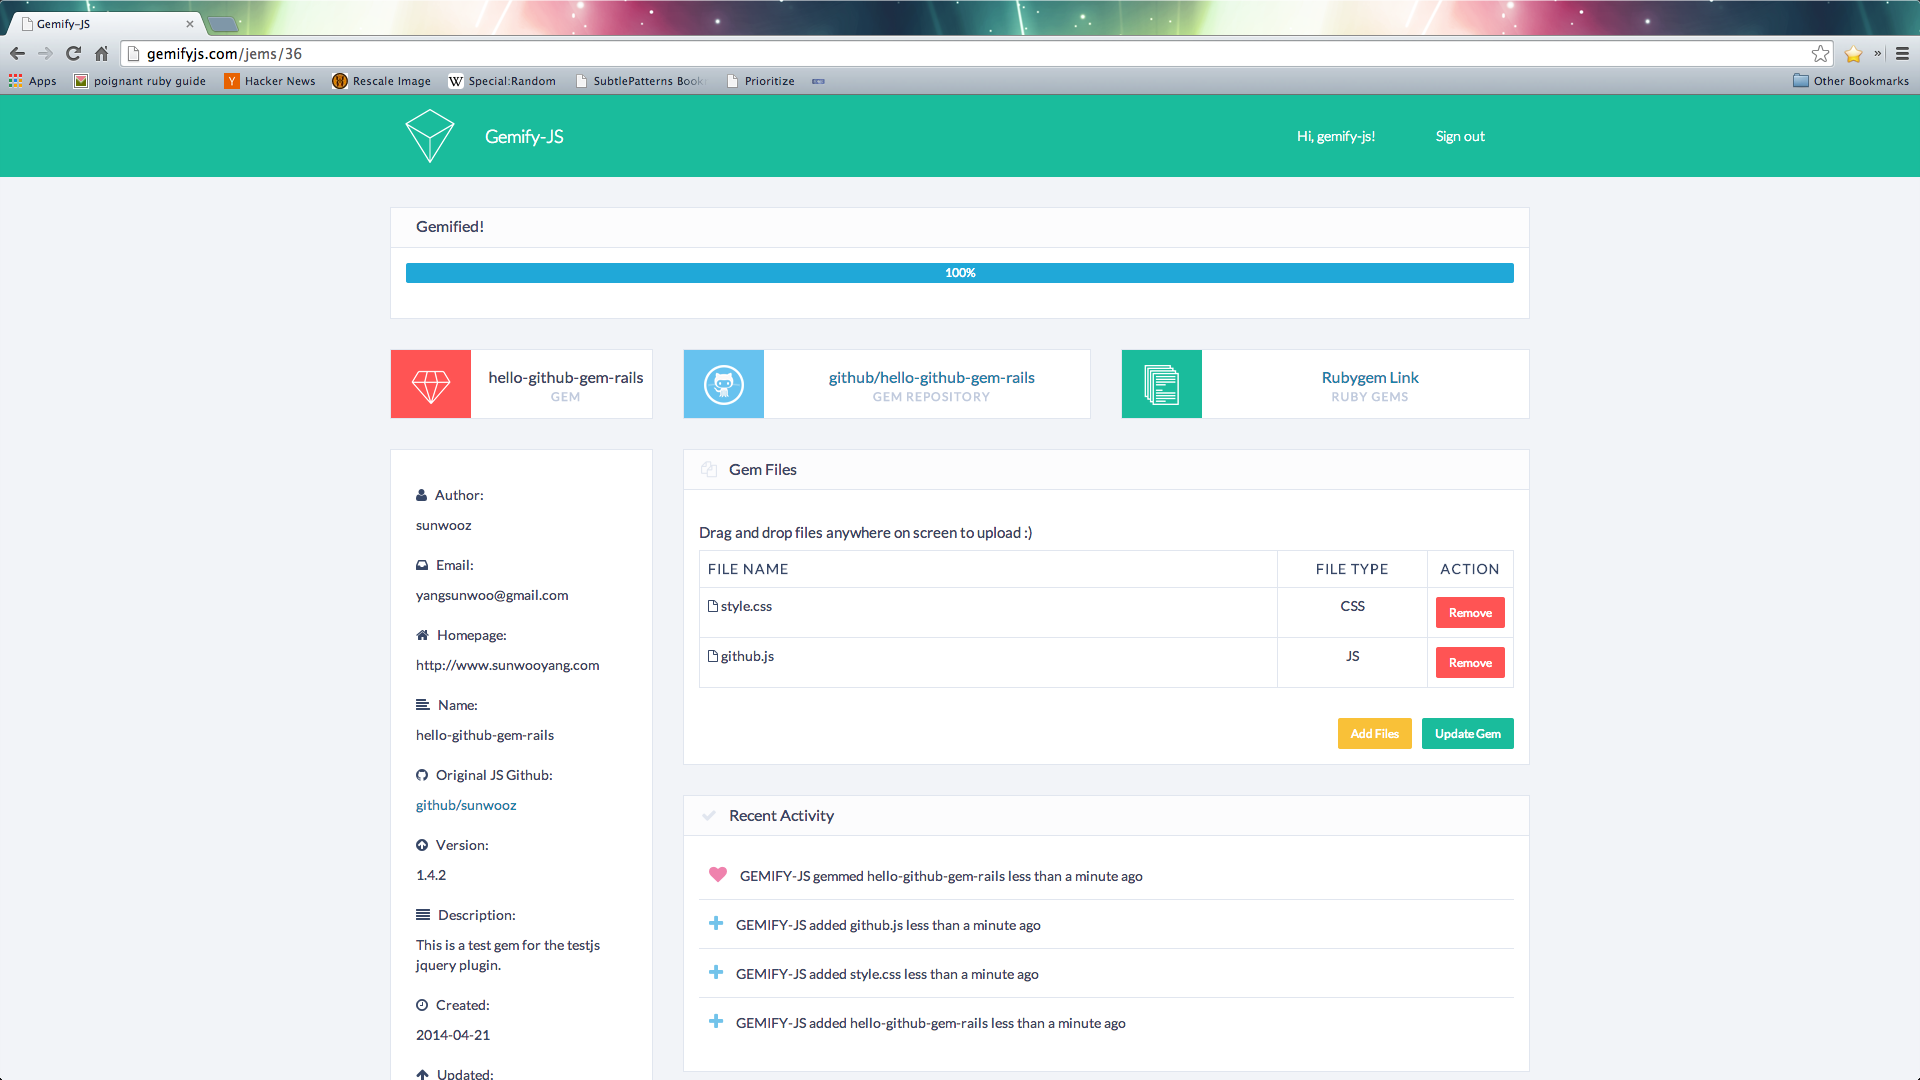 Gemify-JS
gemifyjs.com/jems/36
Apps poignant ruby guide Hacker News Rescale Image Special:Random SubtlePatterns Book Prioritize Other Bookmarks
Gemify-JS Hi, gemify-js! Sign out
Gemified!
100%
hello-github-gem-rails
GEM
github/hello-github-gem-rails
GEM REPOSITORY
Rubygem Link
RUBY GEMS
Author:
sunwooz
Email:
yangsunwoo@gmail.com
Homepage:
http://www.sunwooyang.com
Name:
hello-github-gem-rails
Original JS Github:
github/sunwooz
Version:
1.4.2
Description:
This is a test gem for the testjs
jquery plugin.
Created:
2014-04-21
Updated:
Gem Files
Drag and drop files anywhere on screen to upload :)
FILE NAME FILE TYPE ACTION
style.css CSS Remove
github.js JS Remove
Add Files Update Gem
Recent Activity
GEMIFY-JS gemmed hello-github-gem-rails less than a minute ago
GEMIFY-JS added github.js less than a minute ago
GEMIFY-JS added style.css less than a minute ago
GEMIFY-JS added hello-github-gem-rails less than a minute ago